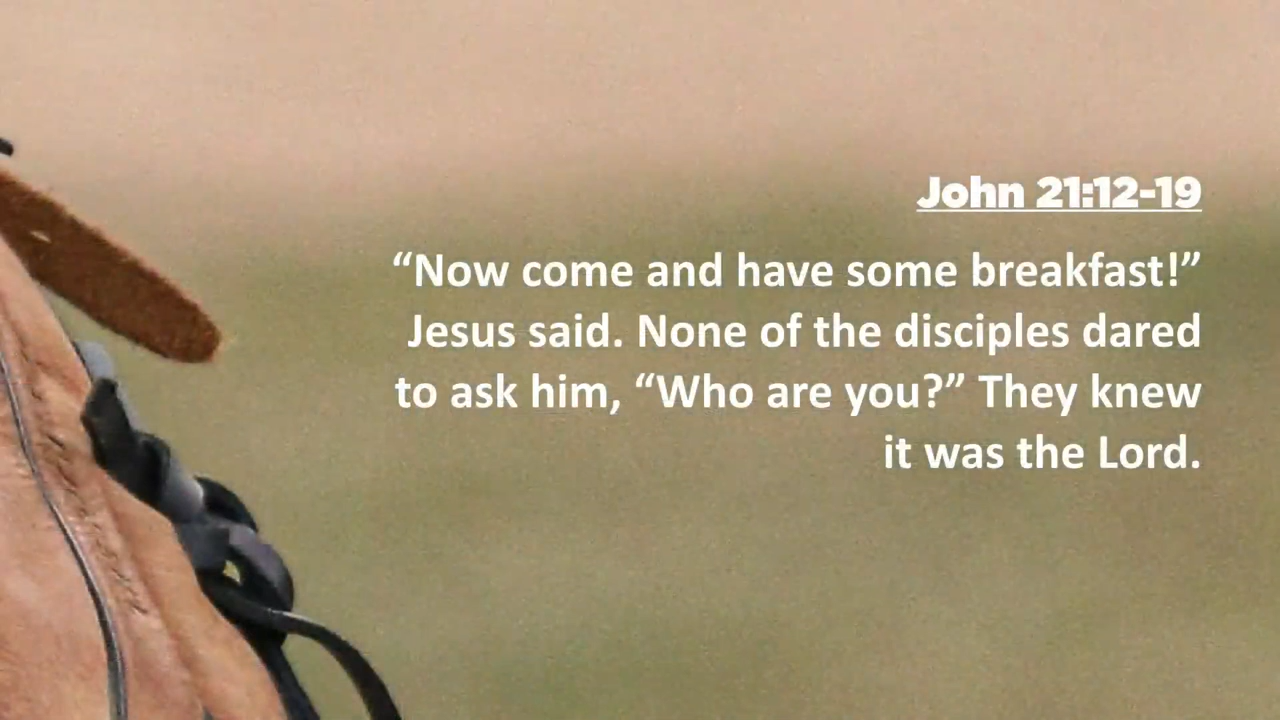 John 21:12-19
“Now come and have some breakfast!”
Jesus said. None of the disciples dared
to ask him, “Who are you?” They knew
it was the Lord.